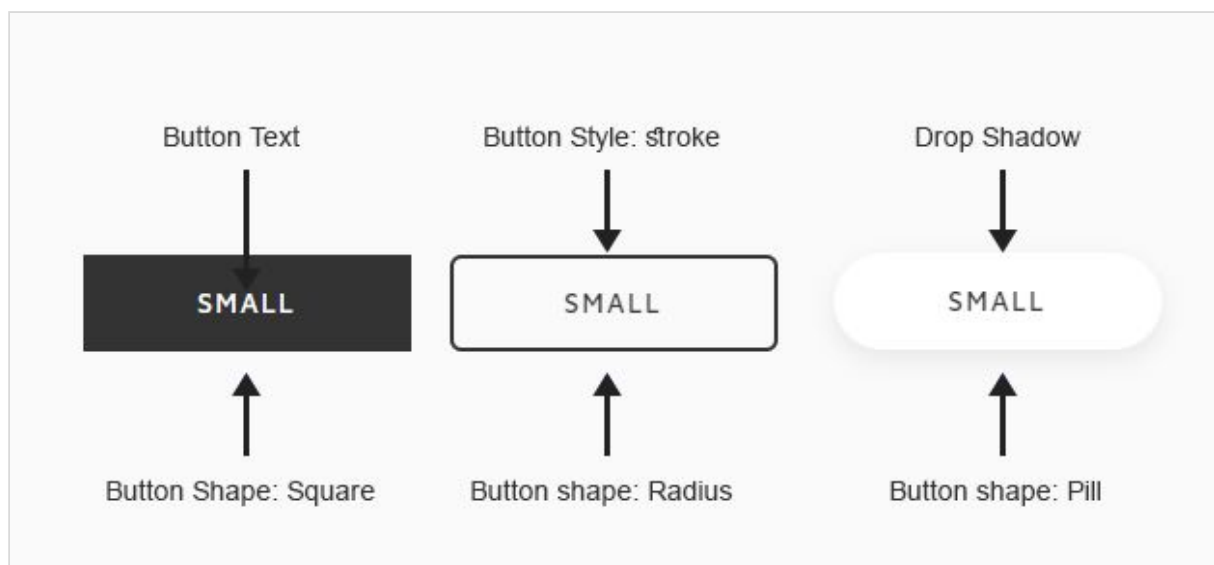 Button Text
Button Style: stroke
Drop Shadow
SMALL
SMALL
SMALL
Button Shape: Square
Button shape: Radius
Button shape: Pill